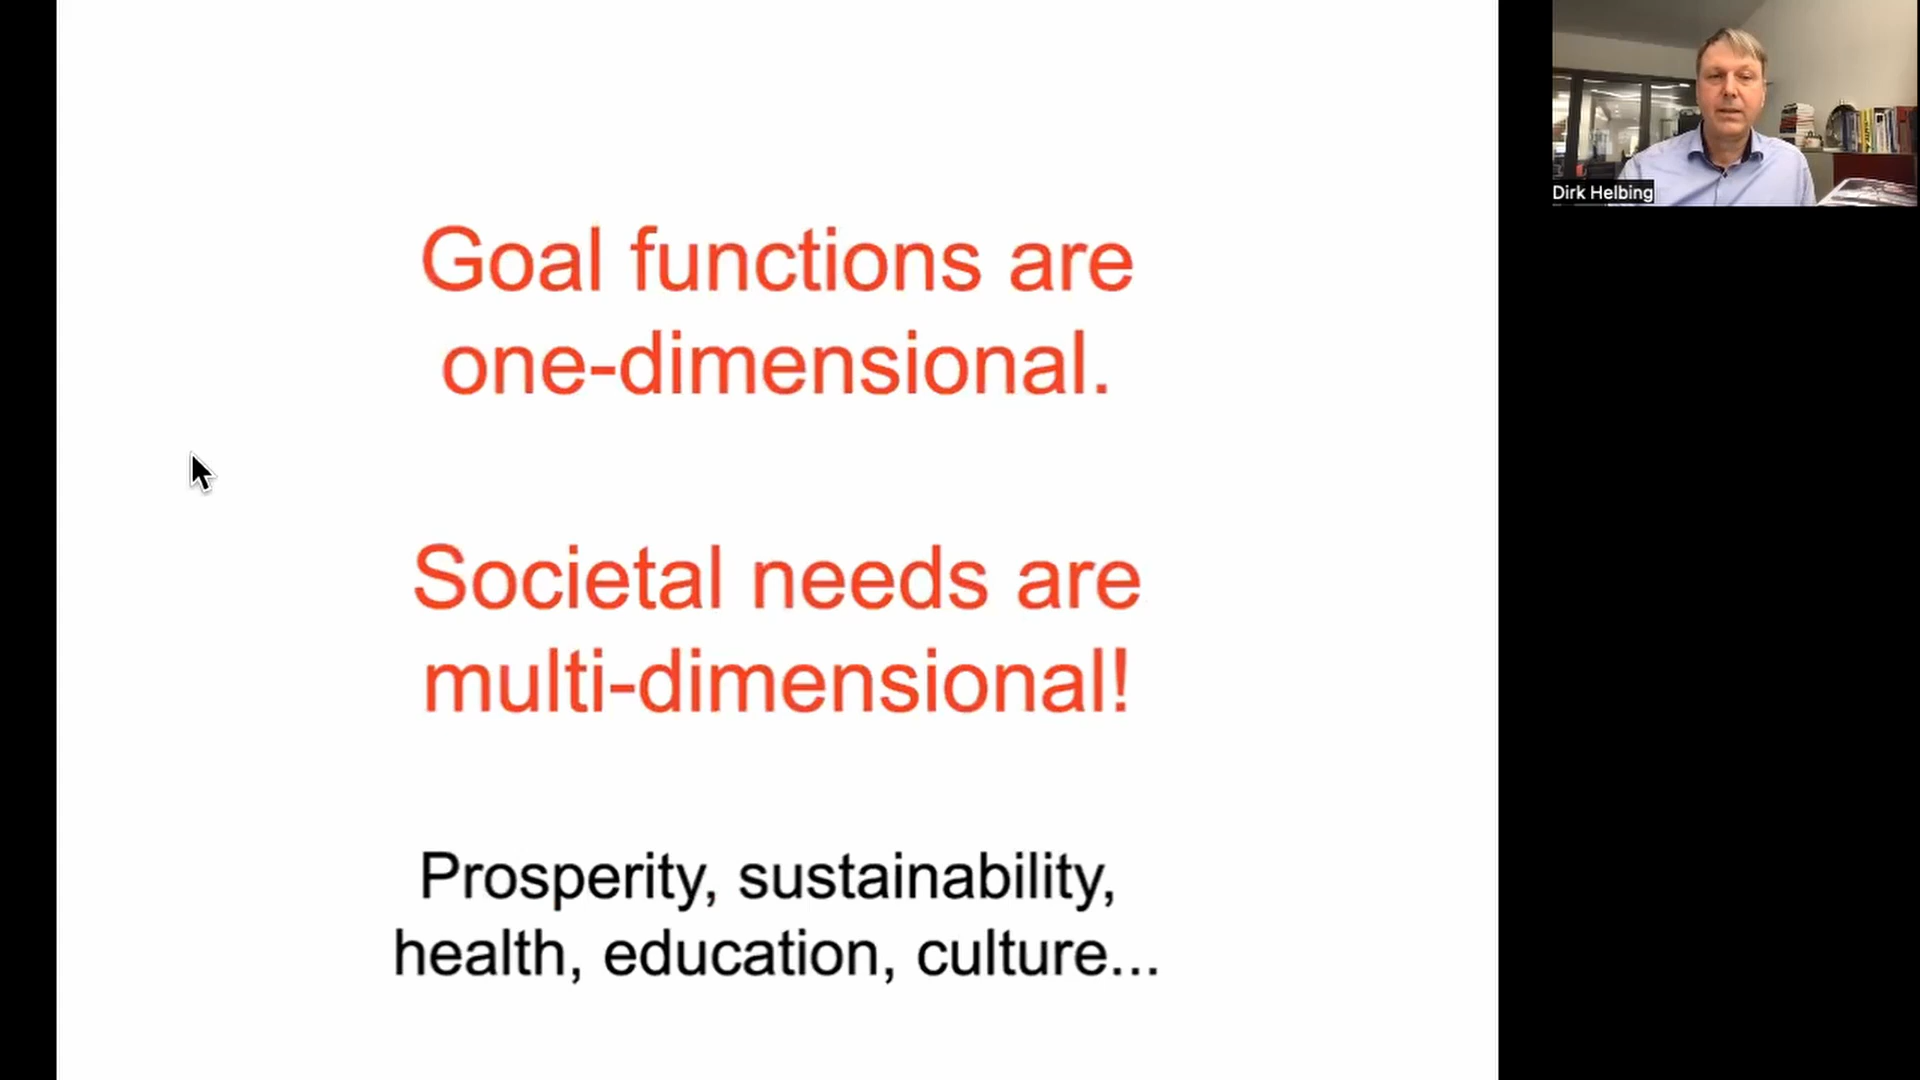 Goal functions are
one-dimensional.
Societal needs are
multi-dimensional!
Prosperity, sustainability,
health, education, culture...
Dirk Helbing